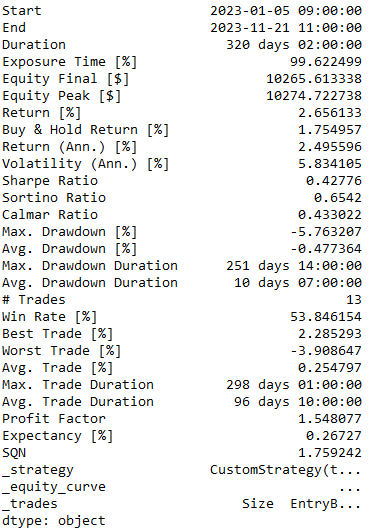 Start 2023-01-05 09:00:00
End 2023-11-21 11:00:00
Duration 320 days 02:00:00
Exposure Time [%] 99.622499
Equity Final [$] 10265.613338
Equity Peak [$] 10274.722738
Return [%] 2.656133
Buy & Hold Return [%] 1.754957
Return (Ann.) [%] 2.495596
Volatility (Ann.) [%] 5.834105
Sharpe Ratio 0.42776
Sortino Ratio 0.6542
Calmar Ratio 0.433022
Max. Drawdown [%] -5.763207
Avg. Drawdown [%] -0.477364
Max. Drawdown Duration 251 days 14:00:00
Avg. Drawdown Duration 10 days 07:00:00
# Trades 13
Win Rate [%] 53.846154
Best Trade [%] 2.285293
Worst Trade [%] -3.908647
Avg. Trade [%] 0.254797
Max. Trade Duration 298 days 01:00:00
Avg. Trade Duration 96 days 10:00:00
Profit Factor 1.548077
Expectancy [%] 0.26727
SQN 1.759242
_strategy CustomStrategy(t...
_equity_curve ...
_trades Size EntryB...
dtype: object